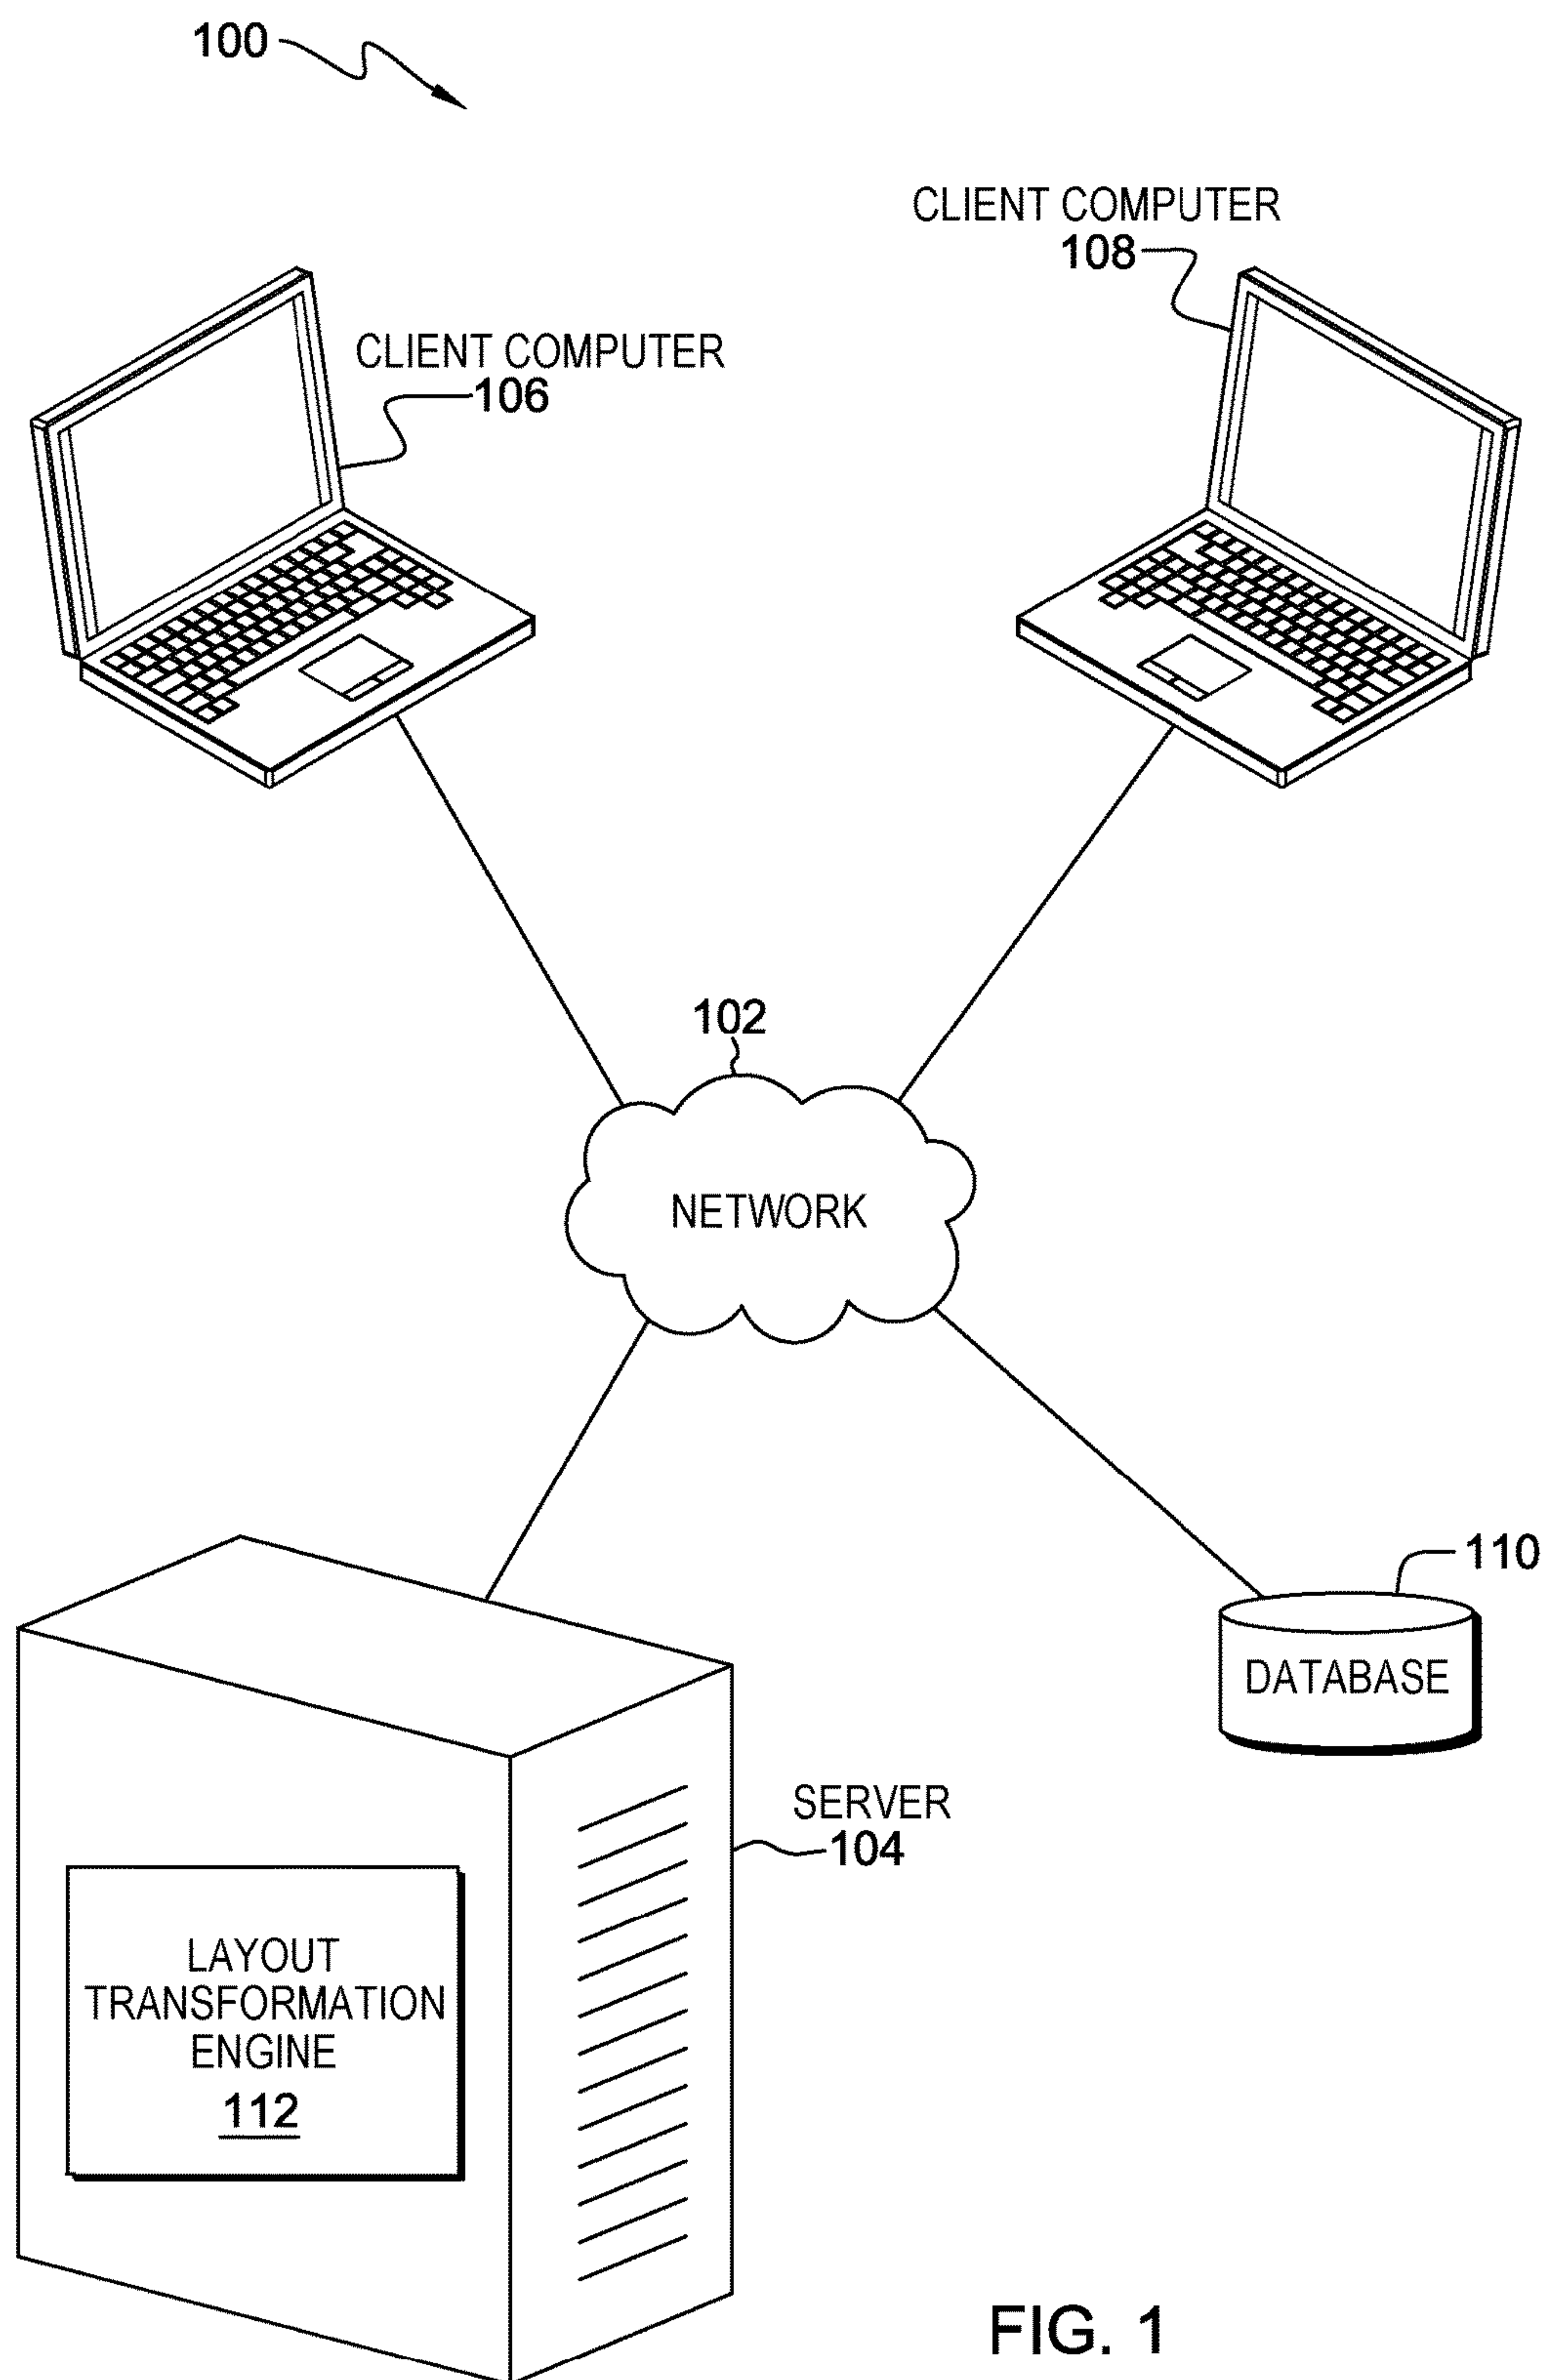 100
CLIENT COMPUTER
108
CLIENT COMPUTER
106
102
NETWORK
110
DATABASE
SERVER
104
LAYOUT
TRANSFORMATION
ENGINE
112
FIG. 1